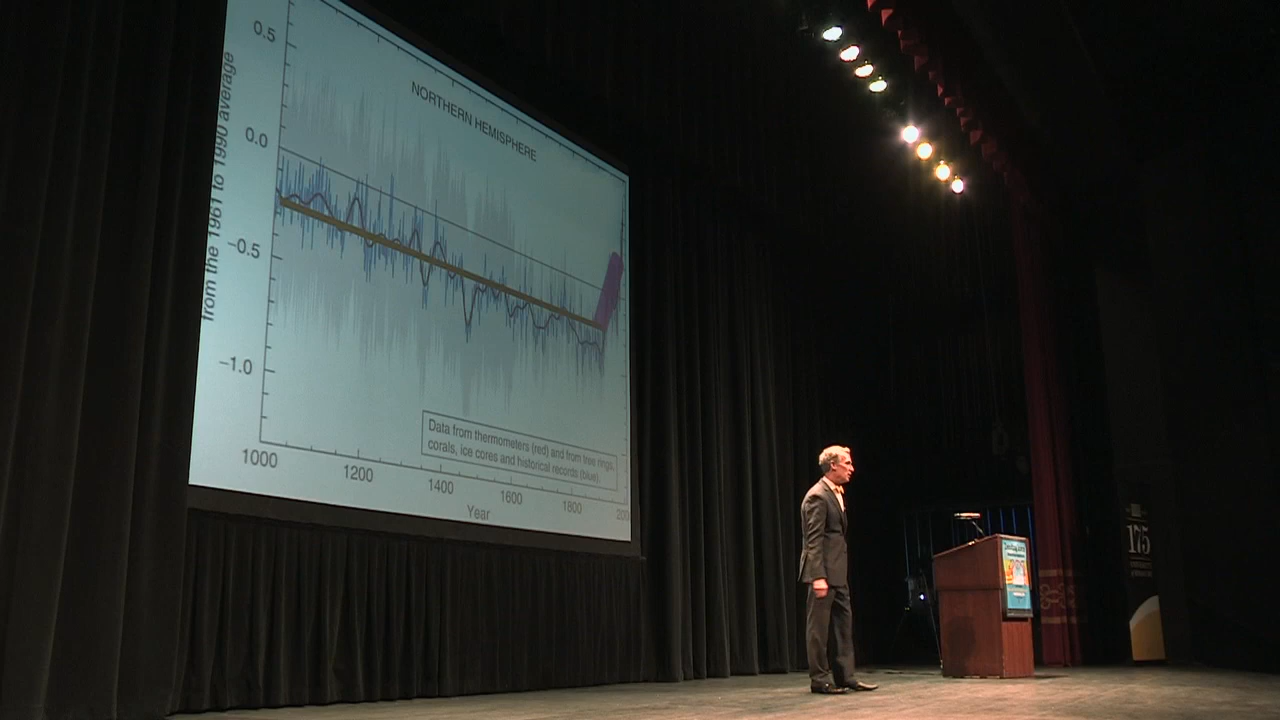 0.5
NORTHERN HEMISPHERE
0.0
from the 1961 to 1990 average
−0.5
−1.0
Data from thermometers (red) and from tree rings,
corals, ice cores and historical records (blue).
1000
1200
1400
1600
1800
200
Year
175